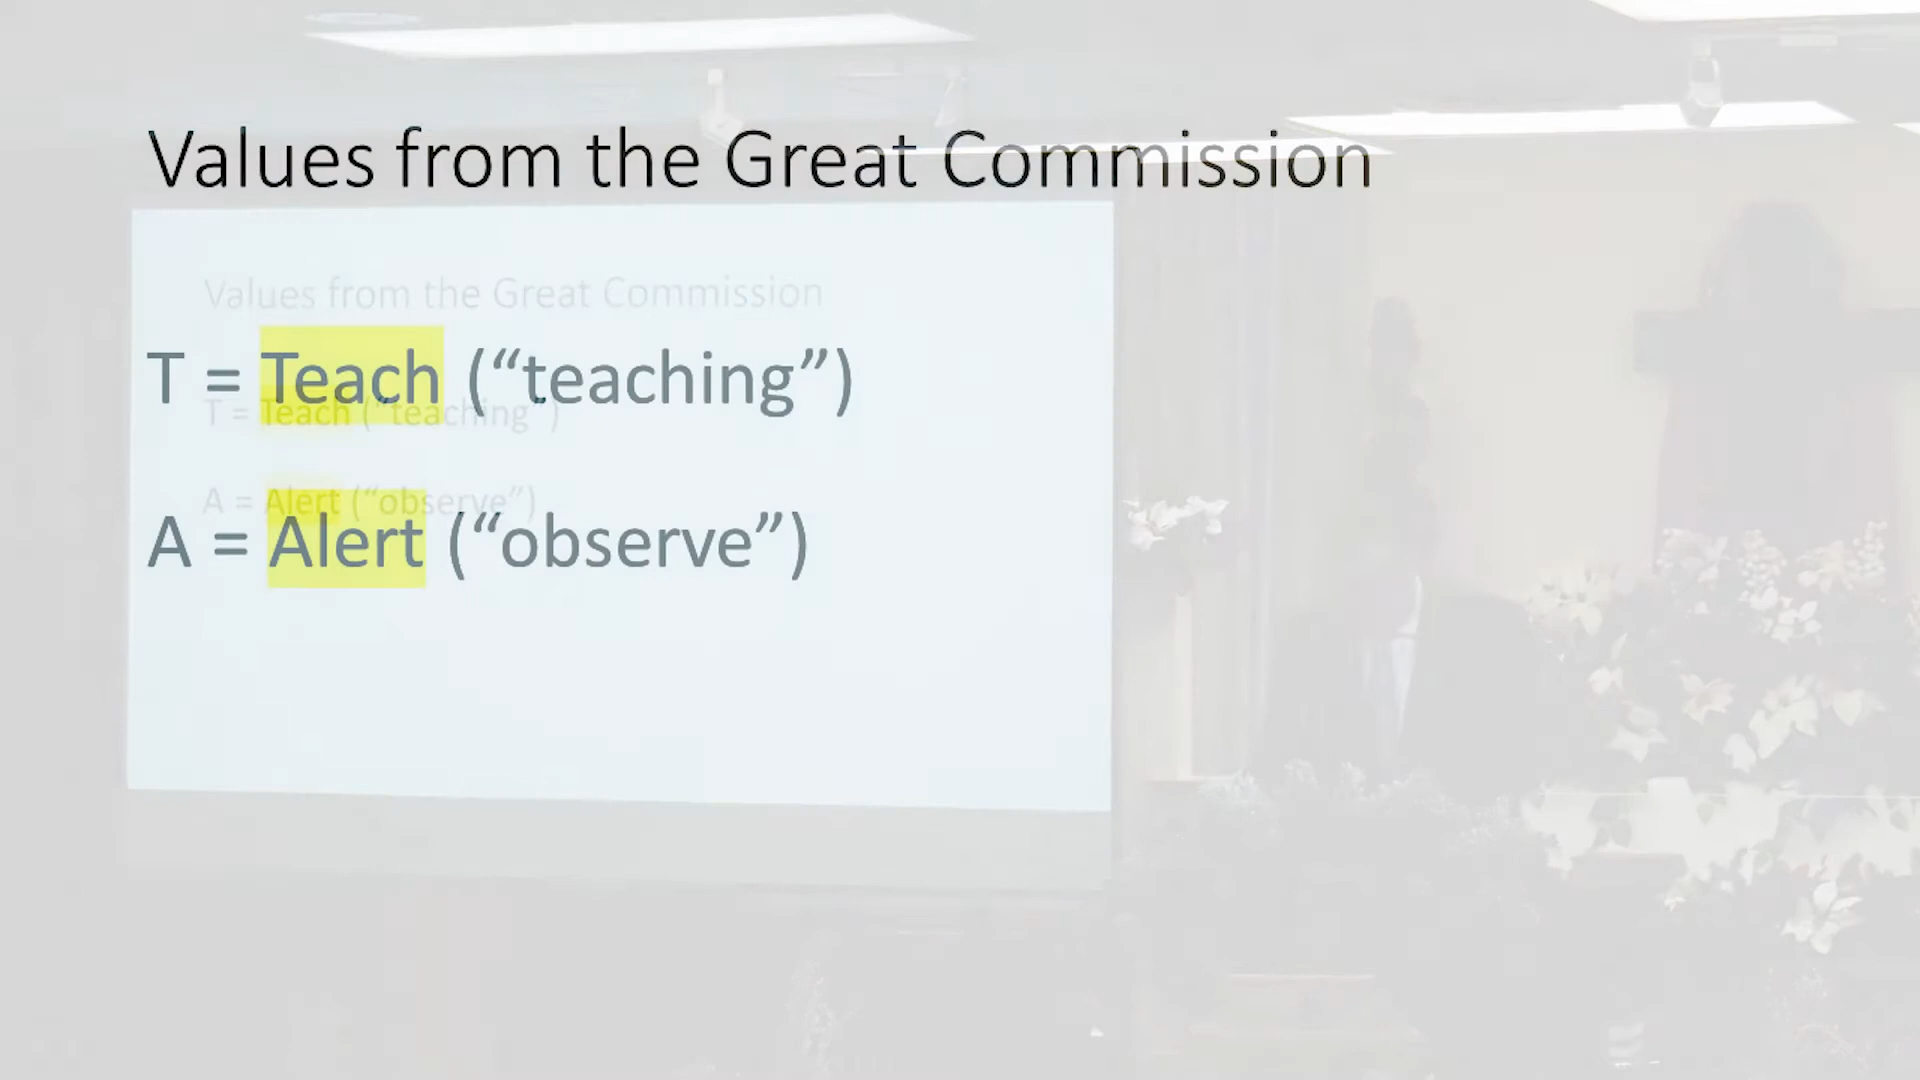 Values from the Great Commission
Values from the Great Commission
T = Teach (“teaching”)
T = Teach (“teaching”)
A = Alert (“observe”)
A = Alert (“observe”)